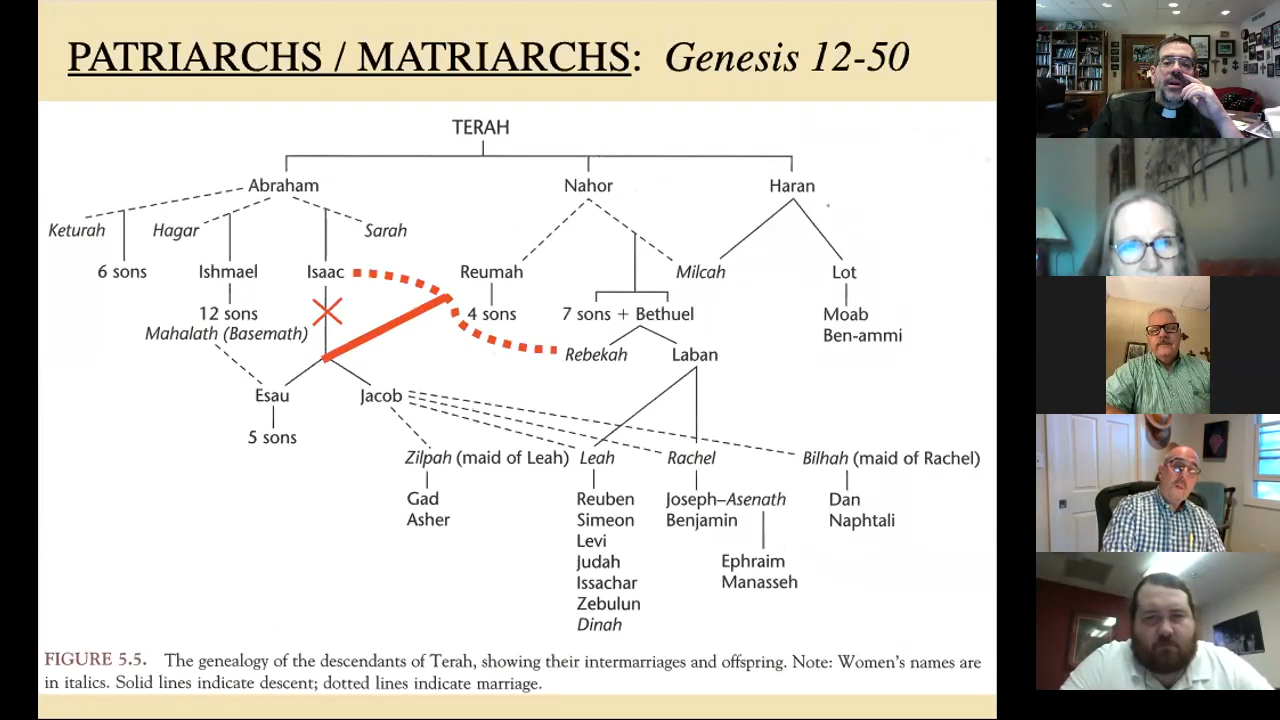 PATRIARCHS / MATRIARCHS: Genesis 12-50
TERAH
Abraham Nahor Haran
Keturah Hagar Sarah
6 sons Ishmael Isaac Reumah Milcah Lot
12 sons 4 sons 7 sons + Bethuel Moab
Mahalath (Basemath) Ben-ammi
Rebekah Laban
Esau Jacob
5 sons
Zilpah (maid of Leah) Leah Rachel Bilhah (maid of Rachel)
Gad Reuben Joseph–Asenath Dan
Asher Simeon Benjamin Naphtali
Levi
Judah Ephraim
Issachar Manasseh
Zebulun
Dinah
FIGURE 5.5. The genealogy of the descendants of Terah, showing their intermarriages and offspring. Note: Women's names are
in italics. Solid lines indicate descent; dotted lines indicate marriage.